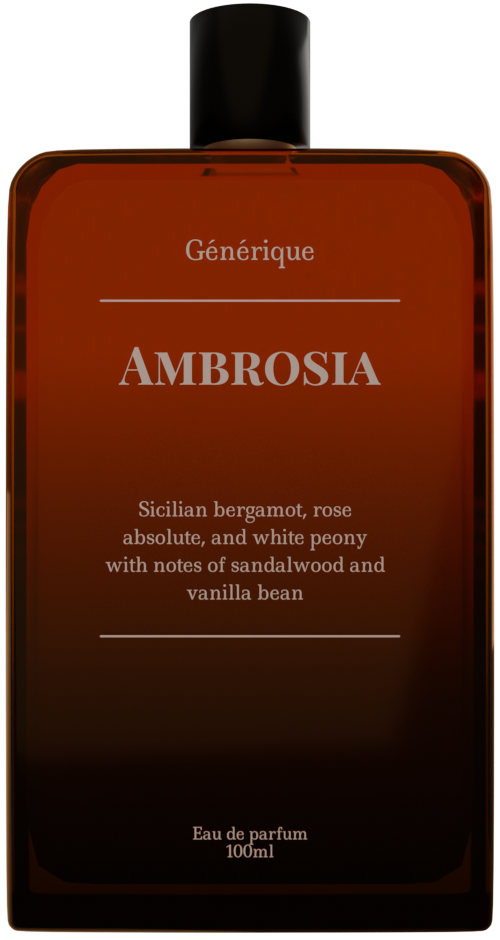 Générique
AMBROSIA
Sicilian bergamot, rose
absolute, and white peony
with notes of sandalwood and
vanilla bean
Eau de parfum
100ml